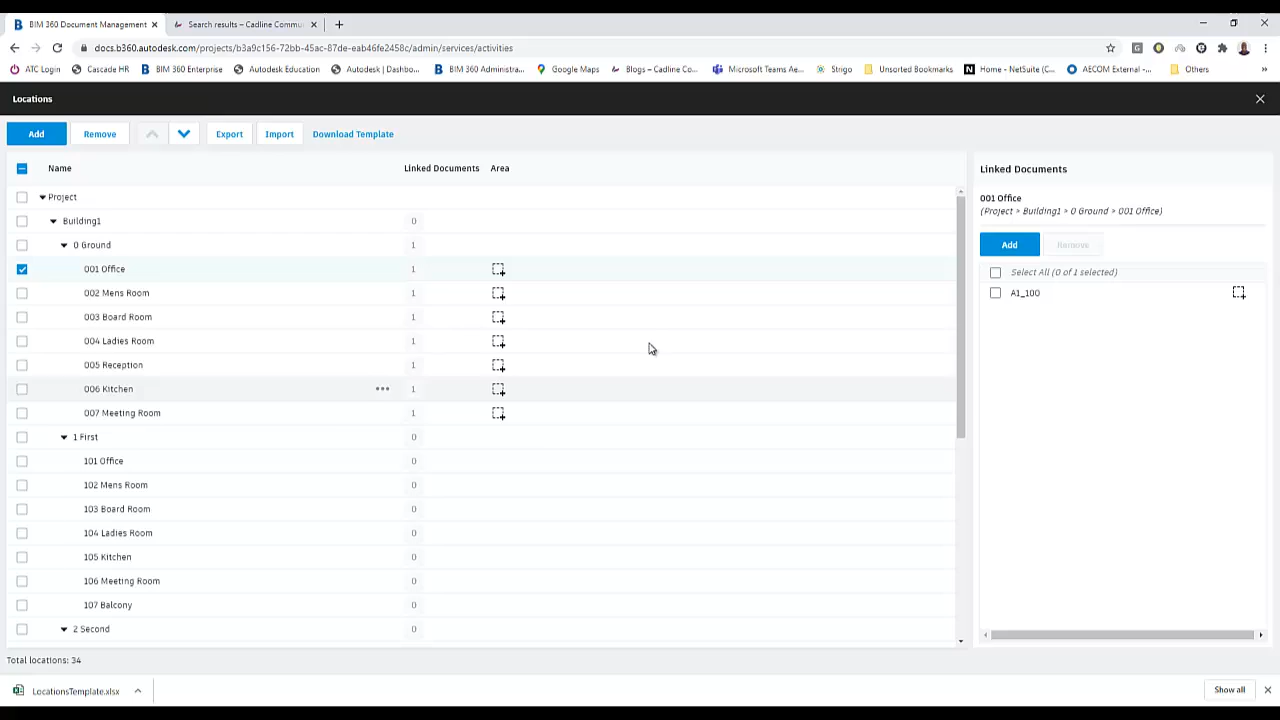 BIM 360 Document Management
Search results – Cadline Commu
docs.b360.autodesk.com/projects/b3a9c156-72bb-45ac-87de-eab46fe2458c/admin/services/activities
ATC Login
Cascade HR
BIM 360 Enterprise
Autodesk Education
Autodesk | Dashbo...
BIM 360 Administra...
Google Maps
Blogs – Cadline Co...
Microsoft Teams Ae...
Strigo
Unsorted Bookmarks
Home - NetSuite (C...
AECOM External -...
Others
Locations
Add Remove Export Import Download Template
Name Linked Documents Area
Project
Building1 0
0 Ground 1
001 Office 1
002 Mens Room 1
003 Board Room 1
004 Ladies Room 1
005 Reception 1
006 Kitchen ••• 1
007 Meeting Room 1
1 First 0
101 Office 0
102 Mens Room 0
103 Board Room 0
104 Ladies Room 0
105 Kitchen 0
106 Meeting Room 0
107 Balcony 0
2 Second 0
Total locations: 34
Linked Documents
001 Office
(Project > Building1 > 0 Ground > 001 Office)
Add Remove
Select All (0 of 1 selected)
A1_100
LocationsTemplate.xlsx
Show all